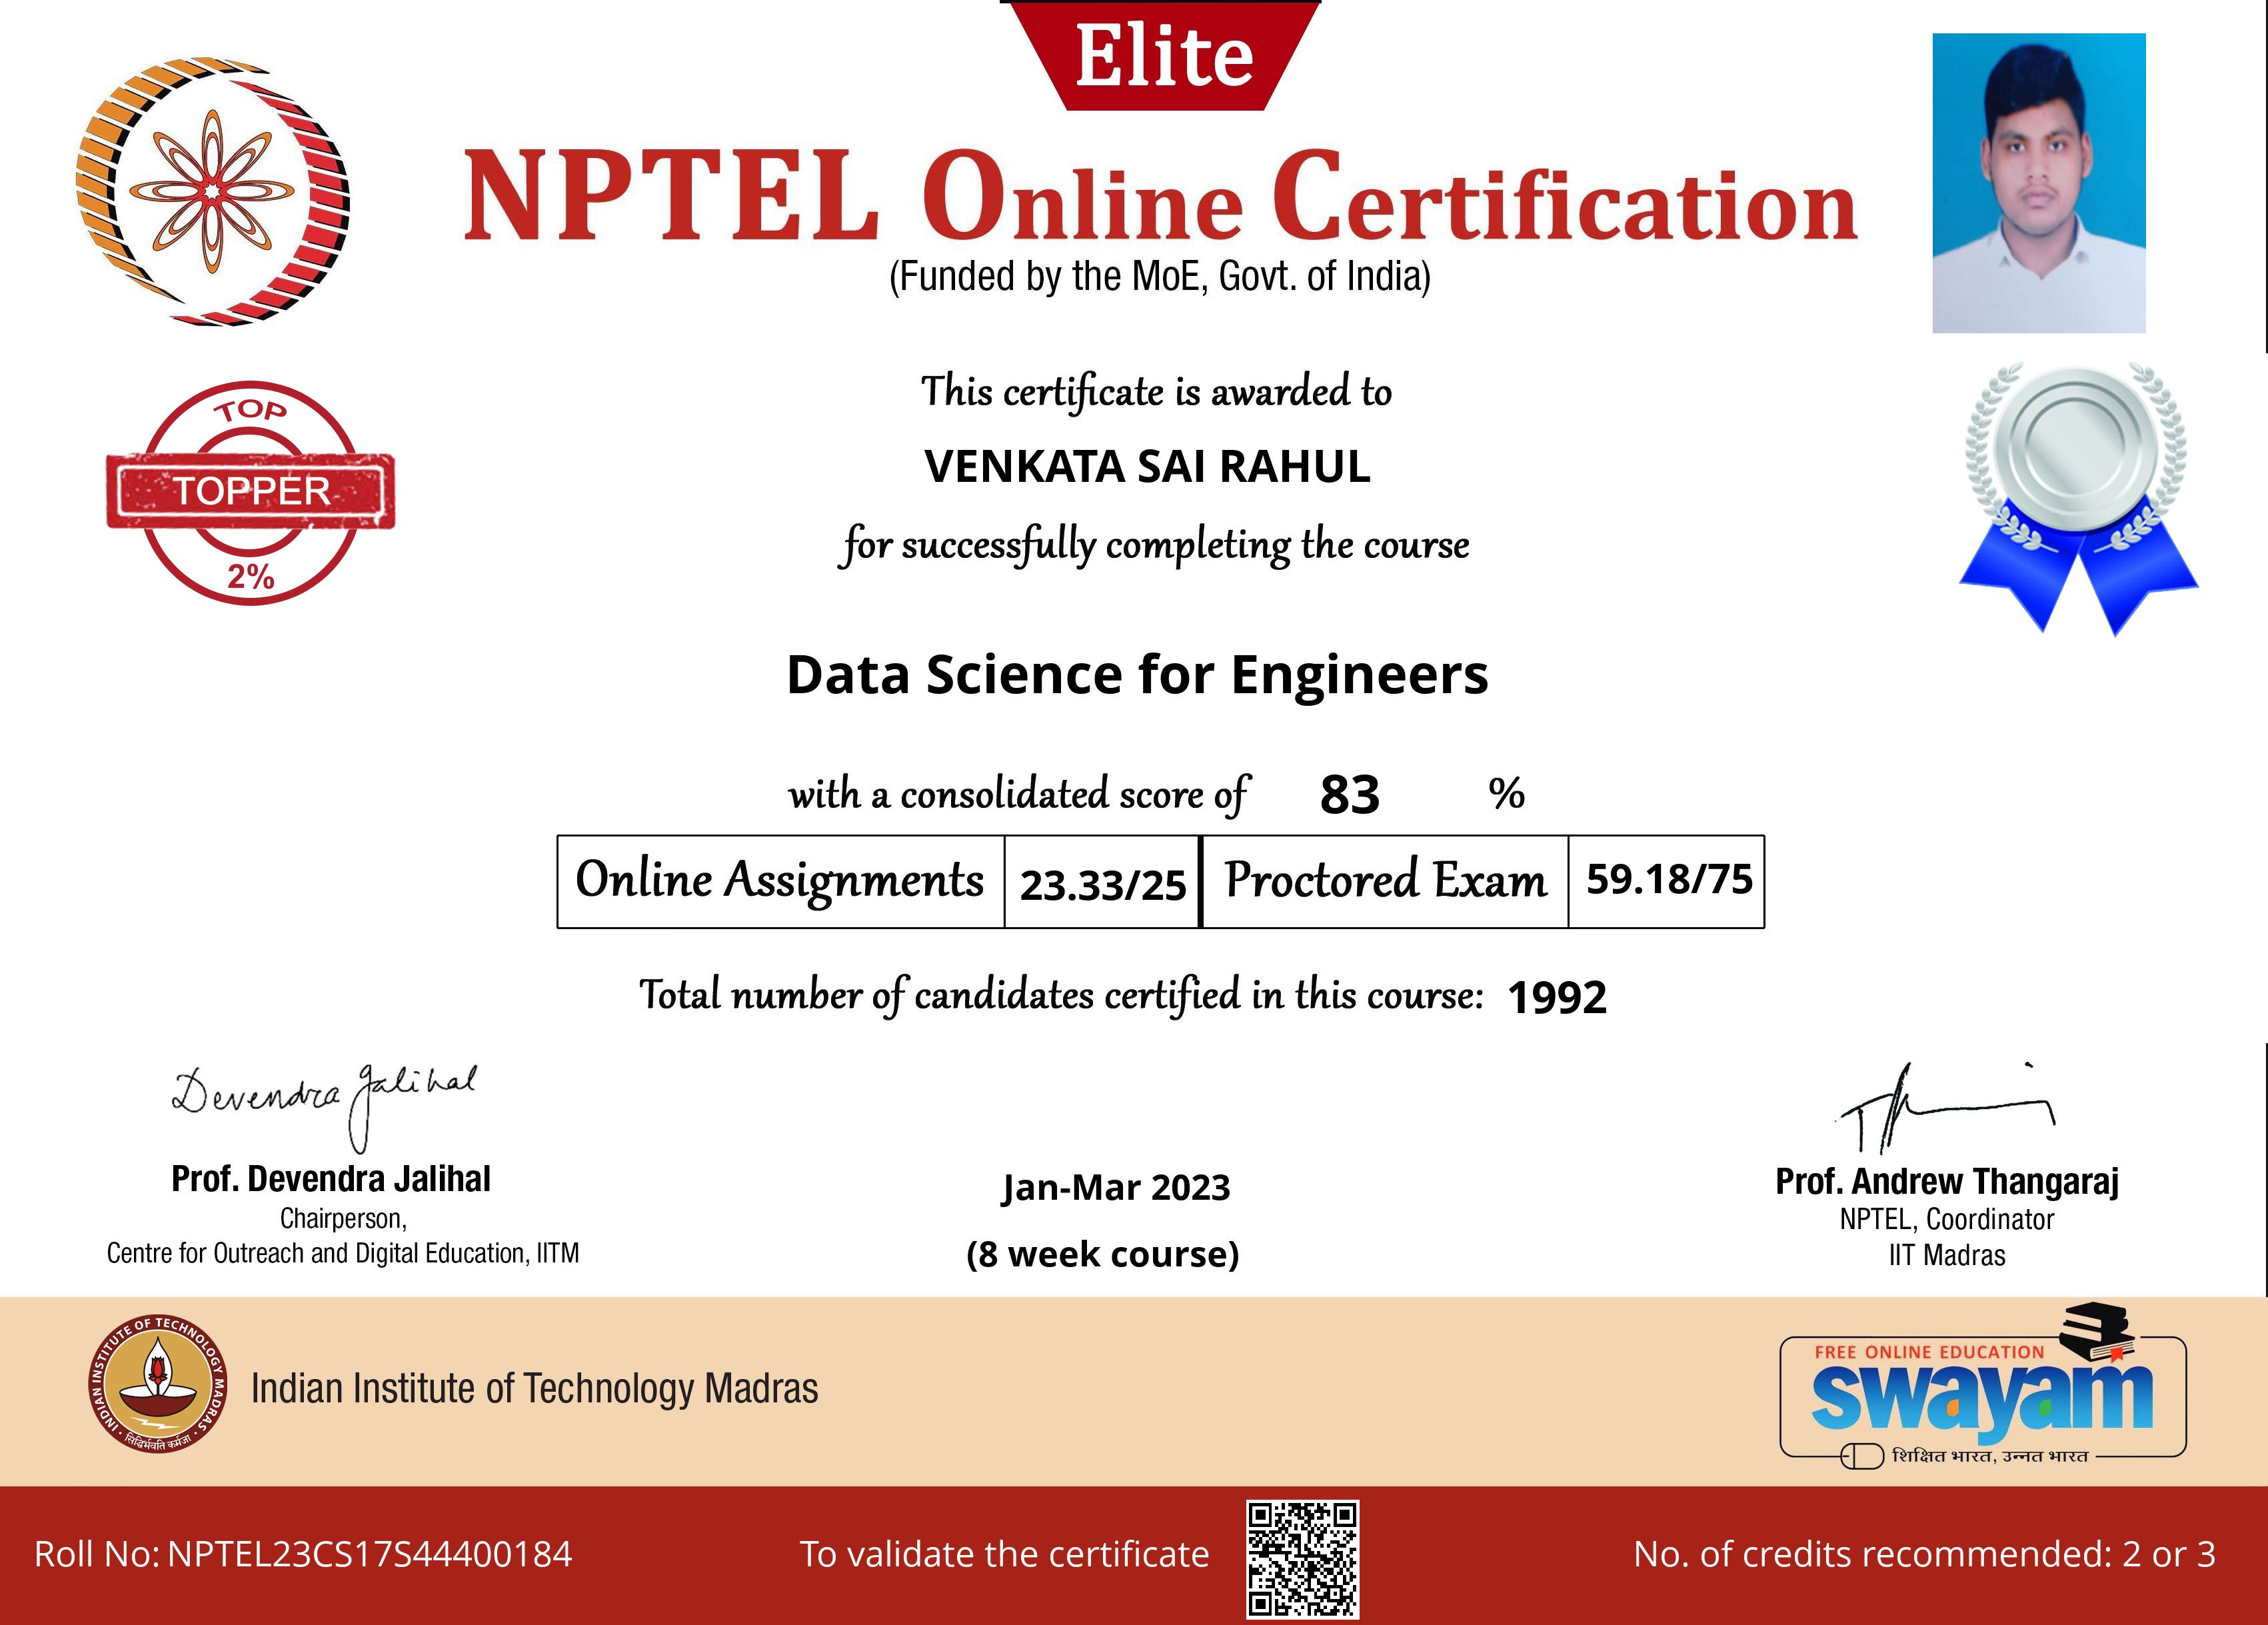 Elite
NPTEL Online Certification
(Funded by the MoE, Govt. of India)
This certificate is awarded to
VENKATA SAI RAHUL
for successfully completing the course
TOP
TOPPER
2%
Data Science for Engineers
with a consolidated score of 83 %
Online Assignments 23.33/25 Proctored Exam 59.18/75
Total number of candidates certified in this course: 1992
Devendra Jalihal
Prof. Devendra Jalihal
Chairperson,
Centre for Outreach and Digital Education, IITM
Jan-Mar 2023
(8 week course)
Prof. Andrew Thangaraj
NPTEL, Coordinator
IIT Madras
INDIAN INSTITUTE OF TECHNOLOGY MADRAS
सिद्धिर्भवति कर्मजा
Indian Institute of Technology Madras
FREE ONLINE EDUCATION
swayam
शिक्षित भारत, उन्नत भारत
Roll No: NPTEL23CS17S44400184
To validate the certificate
No. of credits recommended: 2 or 3